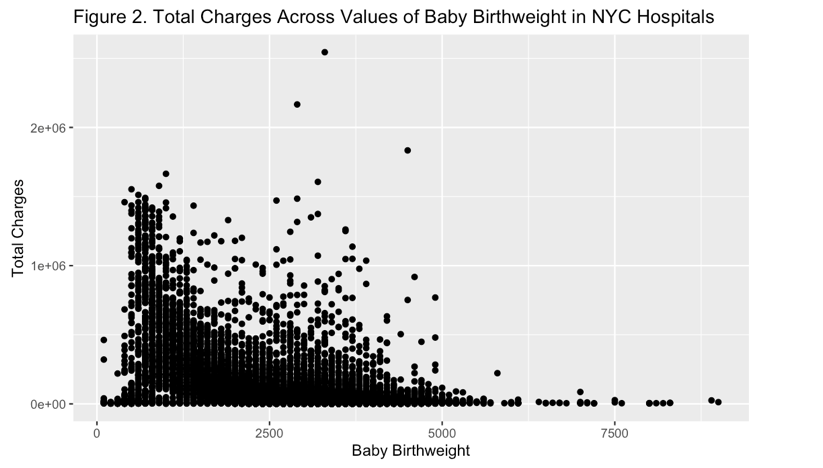 Figure 2. Total Charges Across Values of Baby Birthweight in NYC Hospitals
Total Charges
2e+06
1e+06
0e+00
0 2500 5000 7500
Baby Birthweight